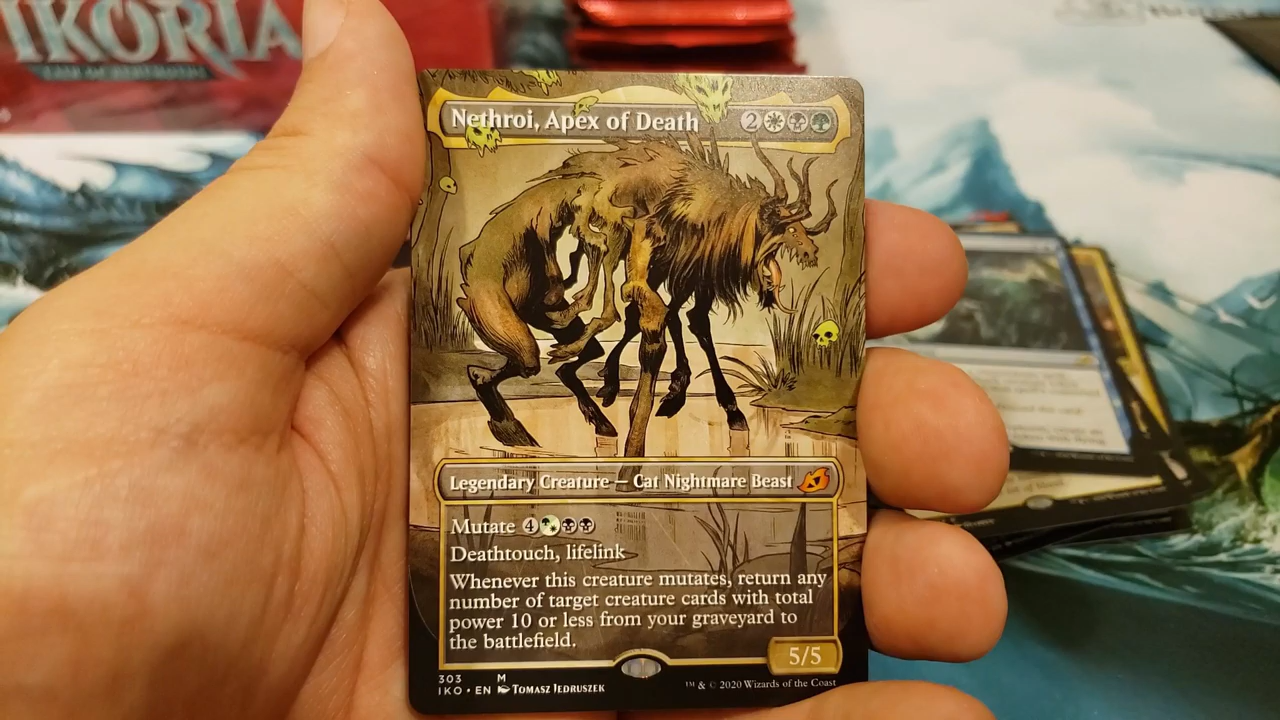 IKORIA
Nethroi, Apex of Death 2
Legendary Creature — Cat Nightmare Beast
Mutate 4
Deathtouch, lifelink
Whenever this creature mutates, return any
number of target creature cards with total
power 10 or less from your graveyard to
the battlefield.
5/5
303 M
IKO • EN Tomasz Jedruszek
™ & © 2020 Wizards of the Coast